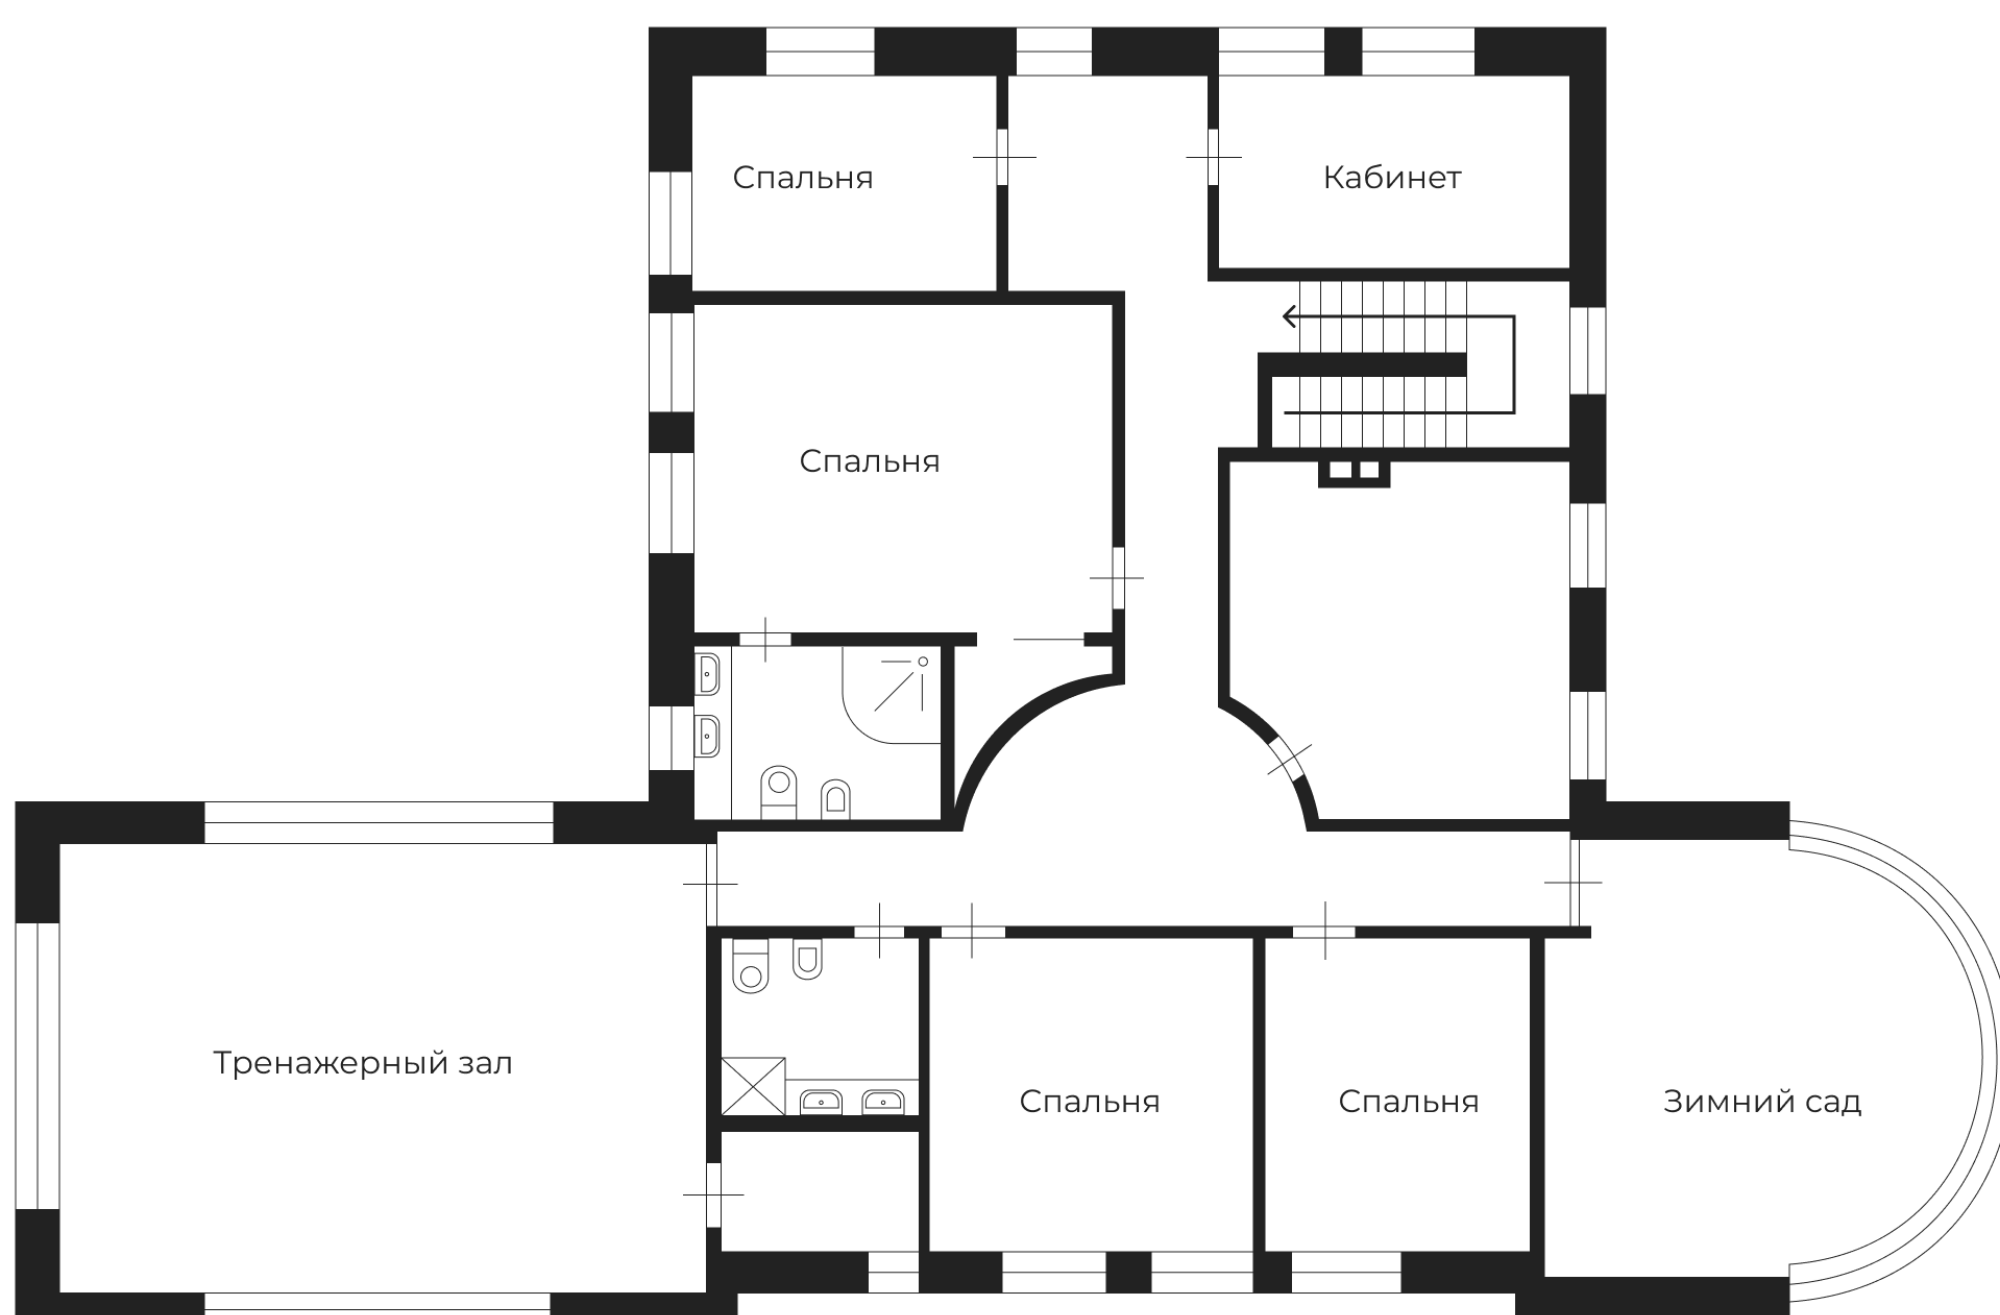 Спальня
Кабинет
Спальня
Тренажерный зал
Спальня
Спальня
Зимний сад